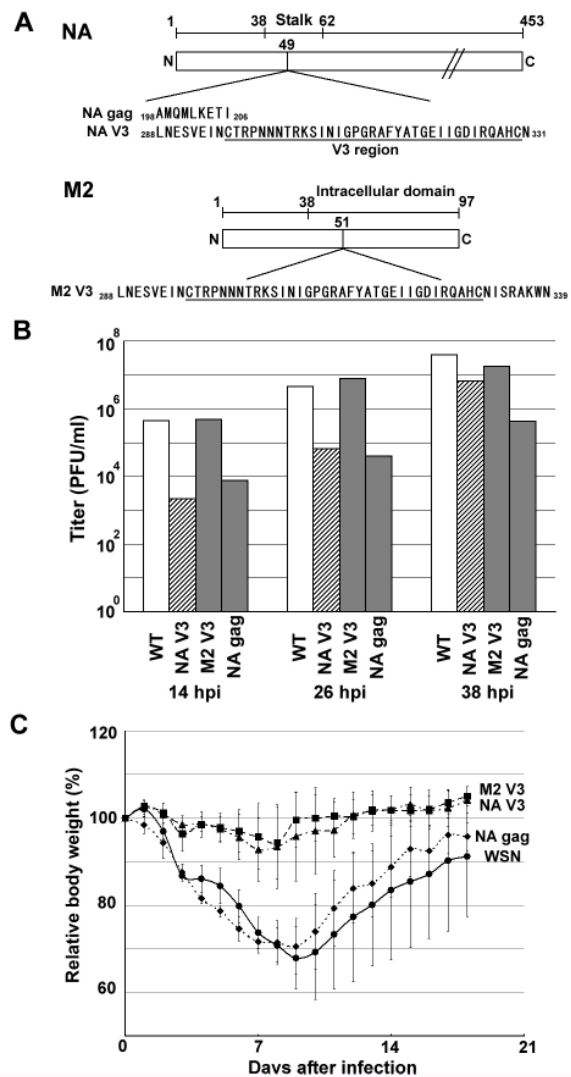 A
NA
1 38 Stalk 62 453
N 49 C
NA gag 198AMQMLKETI206
NA V3 288LNESVEINCTRPNNNTRKSINIGPGRAFYATGEIIGDIRQAHCN331
V3 region
M2
Intracellular domain
1 38 97
N 51 C
M2 V3 288 LNESVEINCTRPNNNTRKSINIGPGRAFYATGEIIGDIRQAHCNISRAKWN 339
B
Titer (PFU/ml)
10^8
10^6
10^4
10^2
10^0
WT NA V3 M2 V3 NA gag WT NA V3 M2 V3 NA gag WT NA V3 M2 V3 NA gag
14 hpi 26 hpi 38 hpi
C
Relative body weight (%)
120
100
80
60
M2 V3
NA V3
NA gag
WSN
0 7 14 21
Days after infection